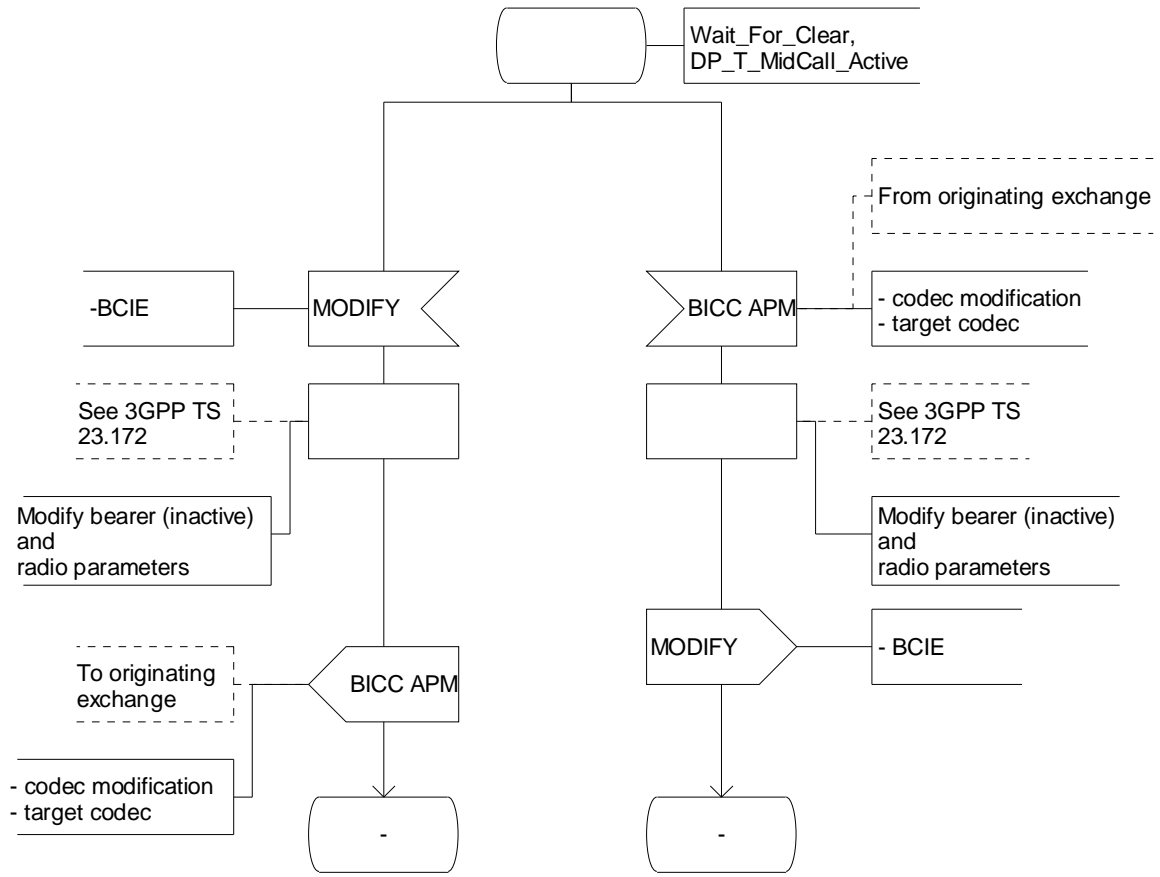 Wait_For_Clear,
DP_T_MidCall_Active
From originating exchange
-BCIE
MODIFY
BICC APM
- codec modification
- target codec
See 3GPP TS
23.172
See 3GPP TS
23.172
Modify bearer (inactive)
and
radio parameters
Modify bearer (inactive)
and
radio parameters
MODIFY
- BCIE
To originating
exchange
BICC APM
- codec modification
- target codec
-
-